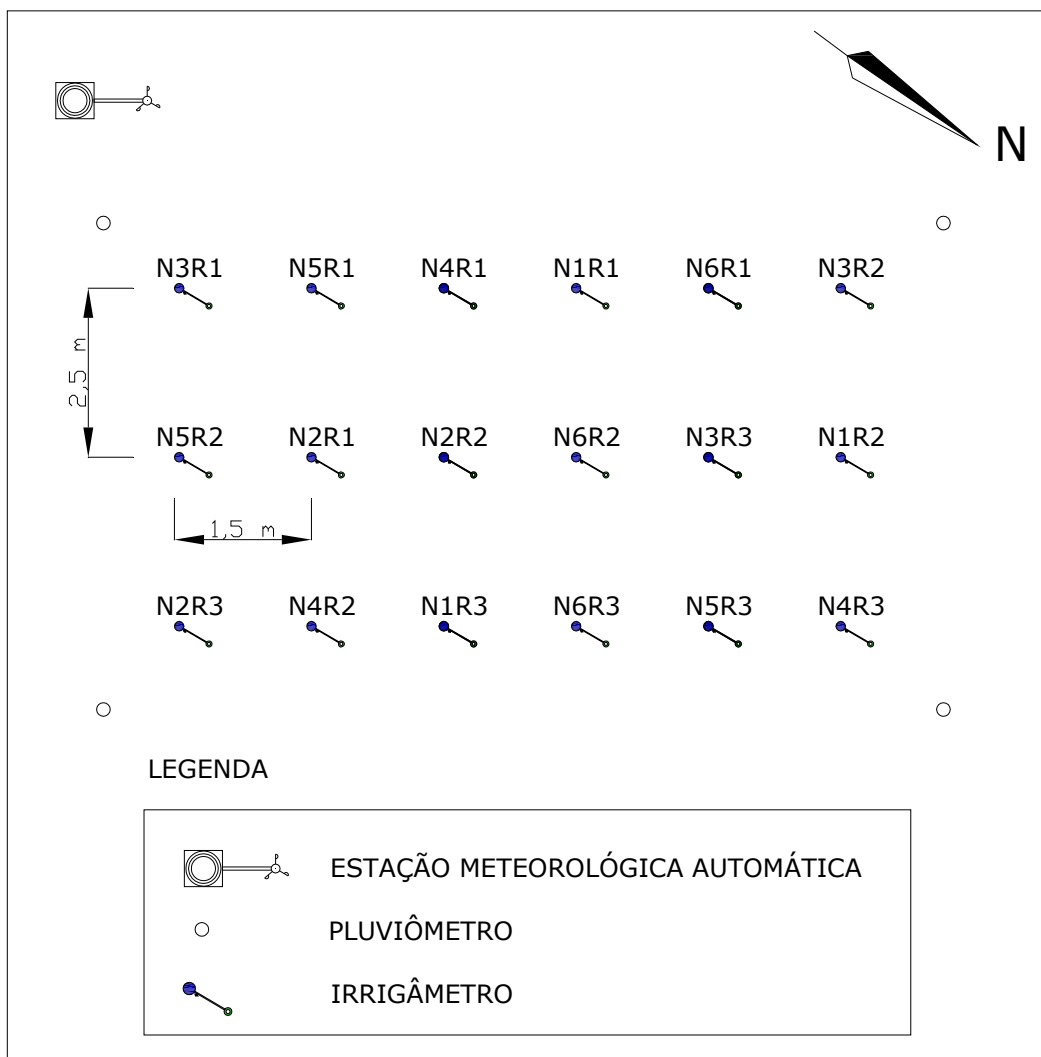 N
N3R1 N5R1 N4R1 N1R1 N6R1 N3R2
2,5 m
N5R2 N2R1 N2R2 N6R2 N3R3 N1R2
1,5 m
N2R3 N4R2 N1R3 N6R3 N5R3 N4R3
LEGENDA
ESTAÇÃO METEOROLÓGICA AUTOMÁTICA
PLUVIÔMETRO
IRRIGÂMETRO